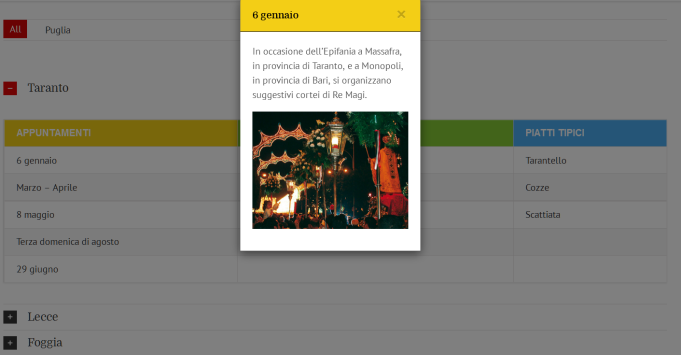 6 gennaio ×
In occasione dell'Epifania a Massafra,
in provincia di Taranto, e a Monopoli,
in provincia di Bari, si organizzano
suggestivi cortei di Re Magi.
All Puglia
− Taranto
APPUNTAMENTI PIATTI TIPICI
6 gennaio Tarantello
Marzo – Aprile Cozze
8 maggio Scattiata
Terza domenica di agosto
29 giugno
+ Lecce
+ Foggia